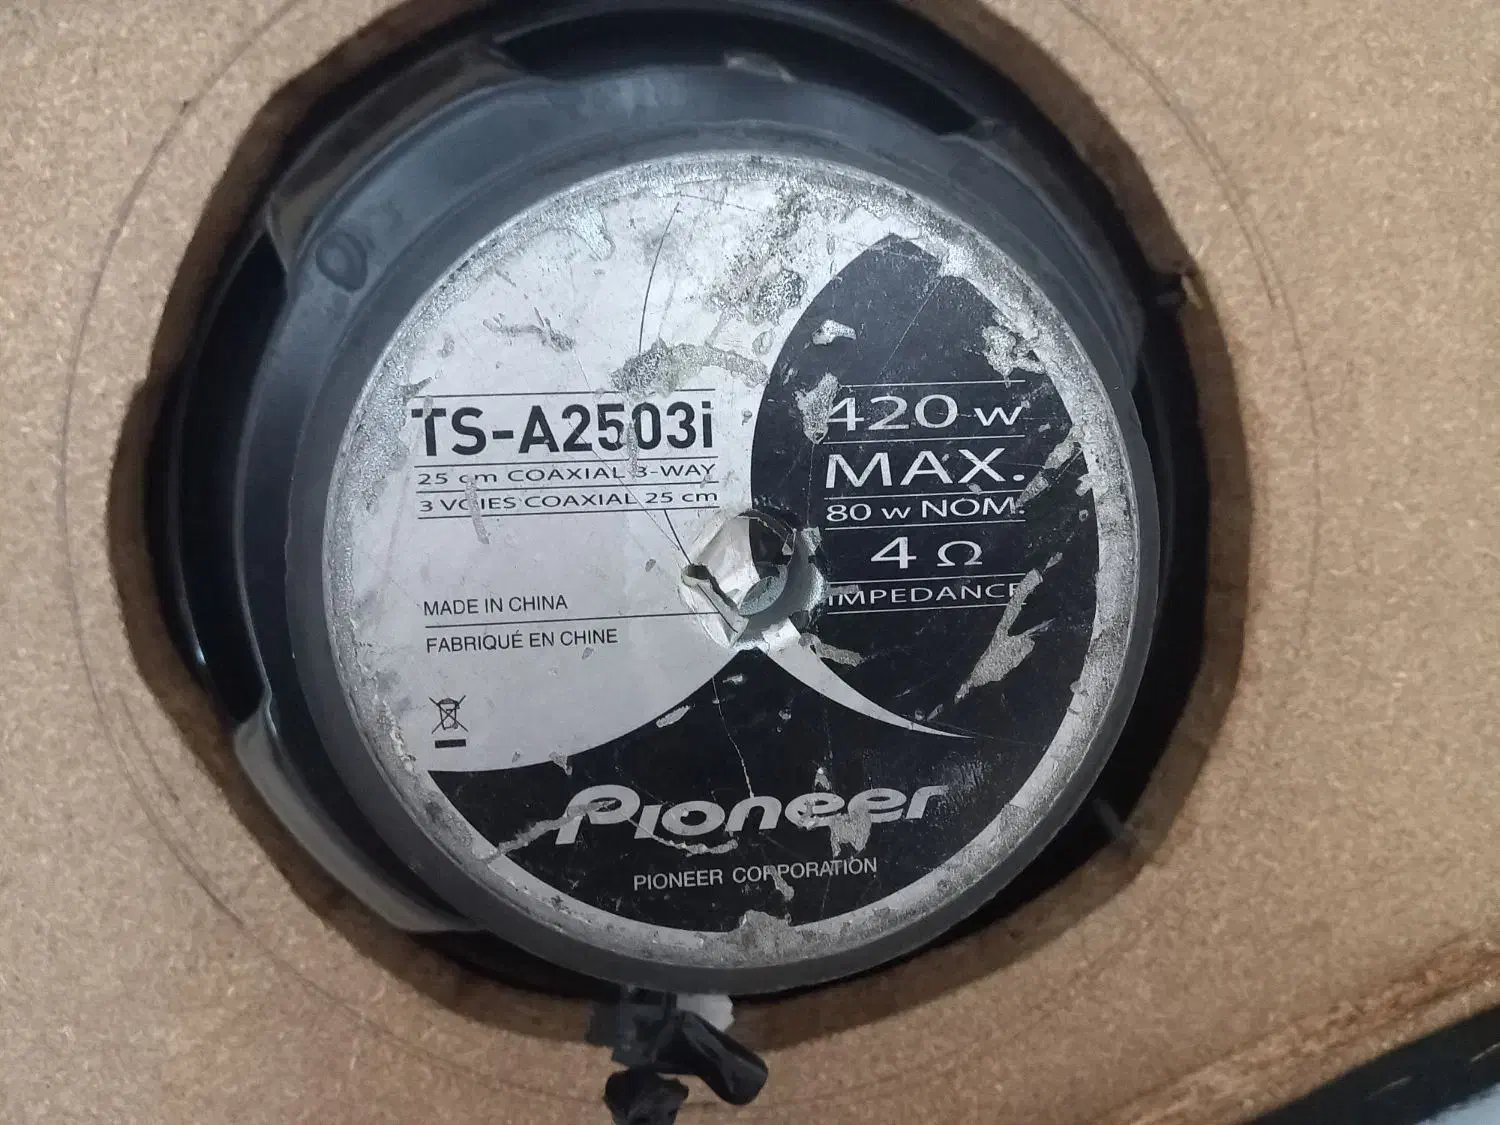 TS-A2503i
25 cm COAXIAL 3-WAY
3 VOIES COAXIAL 25 cm
MADE IN CHINA
FABRIQUÉ EN CHINE
420 w
MAX.
80 w NOM.
4 Ω
IMPEDANCE
Pioneer
PIONEER CORPORATION